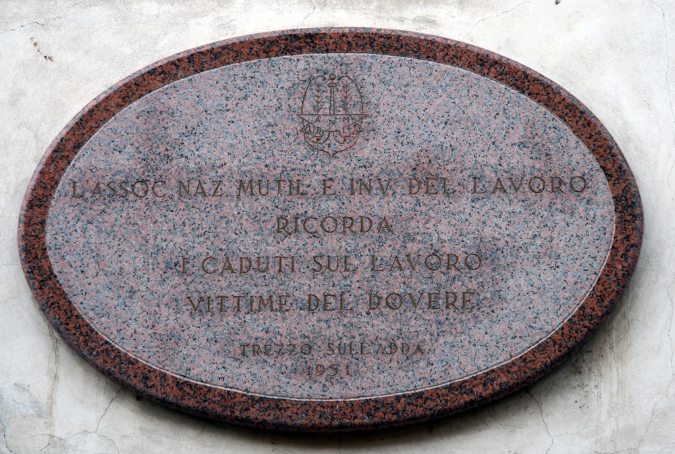 L'ASSOC. NAZ. MUTIL. E INV. DEL LAVORO
RICORDA
I CADUTI SUL LAVORO
VITTIME DEL DOVERE
TREZZO SULL'ADDA
1951